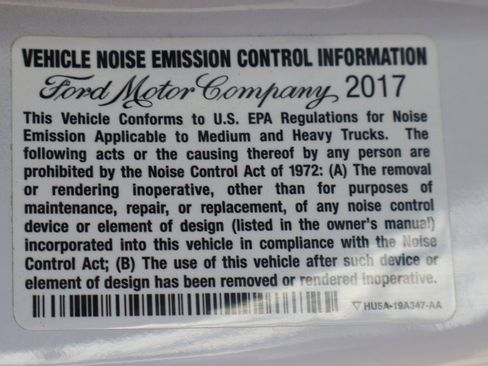 VEHICLE NOISE EMISSION CONTROL INFORMATION
Ford Motor Company 2017
This Vehicle Conforms to U.S. EPA Regulations for Noise
Emission Applicable to Medium and Heavy Trucks. The
following acts or the causing thereof by any person are
prohibited by the Noise Control Act of 1972: (A) The removal
or rendering inoperative, other than for purposes of
maintenance, repair, or replacement, of any noise control
device or element of design (listed in the owner's manual)
incorporated into this vehicle in compliance with the Noise
Control Act; (B) The use of this vehicle after such device or
element of design has been removed or rendered inoperative.
▽ HU5A-19A347-AA